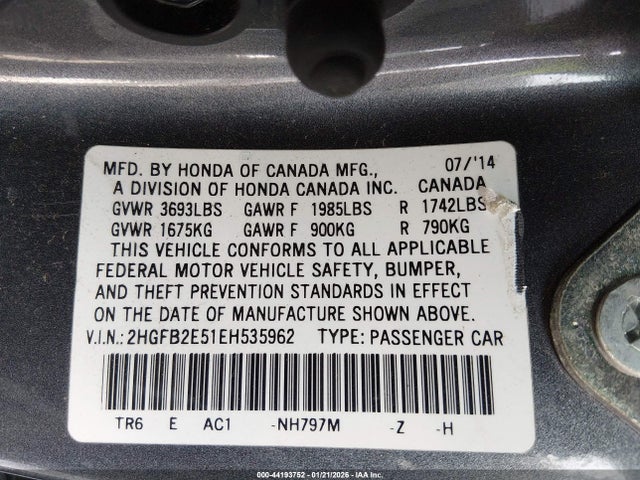 MFD. BY HONDA OF CANADA MFG., 07/'14
A DIVISION OF HONDA CANADA INC. CANADA
GVWR 3693LBS GAWR F 1985LBS R 1742LBS
GVWR 1675KG GAWR F 900KG R 790KG
THIS VEHICLE CONFORMS TO ALL APPLICABLE
FEDERAL MOTOR VEHICLE SAFETY, BUMPER,
AND THEFT PREVENTION STANDARDS IN EFFECT
ON THE DATE OF MANUFACTURE SHOWN ABOVE.
V.I.N.: 2HGFB2E51EH535962 TYPE: PASSENGER CAR
TR6 E AC1 -NH797M -Z -H
000-44193752 - 01/21/2026 - IAA Inc.